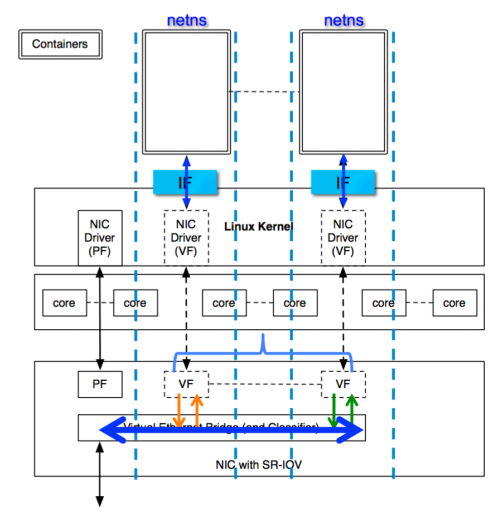 netns
netns
Containers
IF
IF
NIC
Driver
(PF)
NIC
Driver
(VF)
Linux Kernel
NIC
Driver
(VF)
core
core
core
core
core
core
PF
VF
VF
Virtual Ethernet Bridge (and Classifier)
NIC with SR-IOV